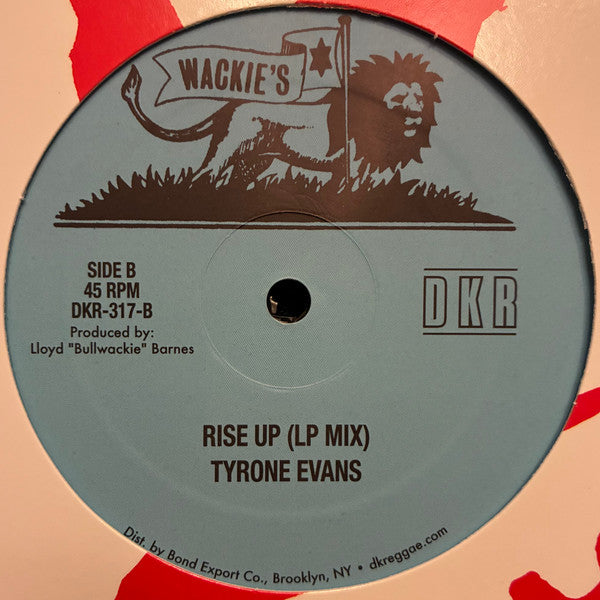 WACKIE'S
SIDE B
45 RPM
DKR-317-B
Produced by:
Lloyd "Bullwackie" Barnes
DKR
RISE UP (LP MIX)
TYRONE EVANS
Dist. by Bond Export Co., Brooklyn, NY • dkreggae.com